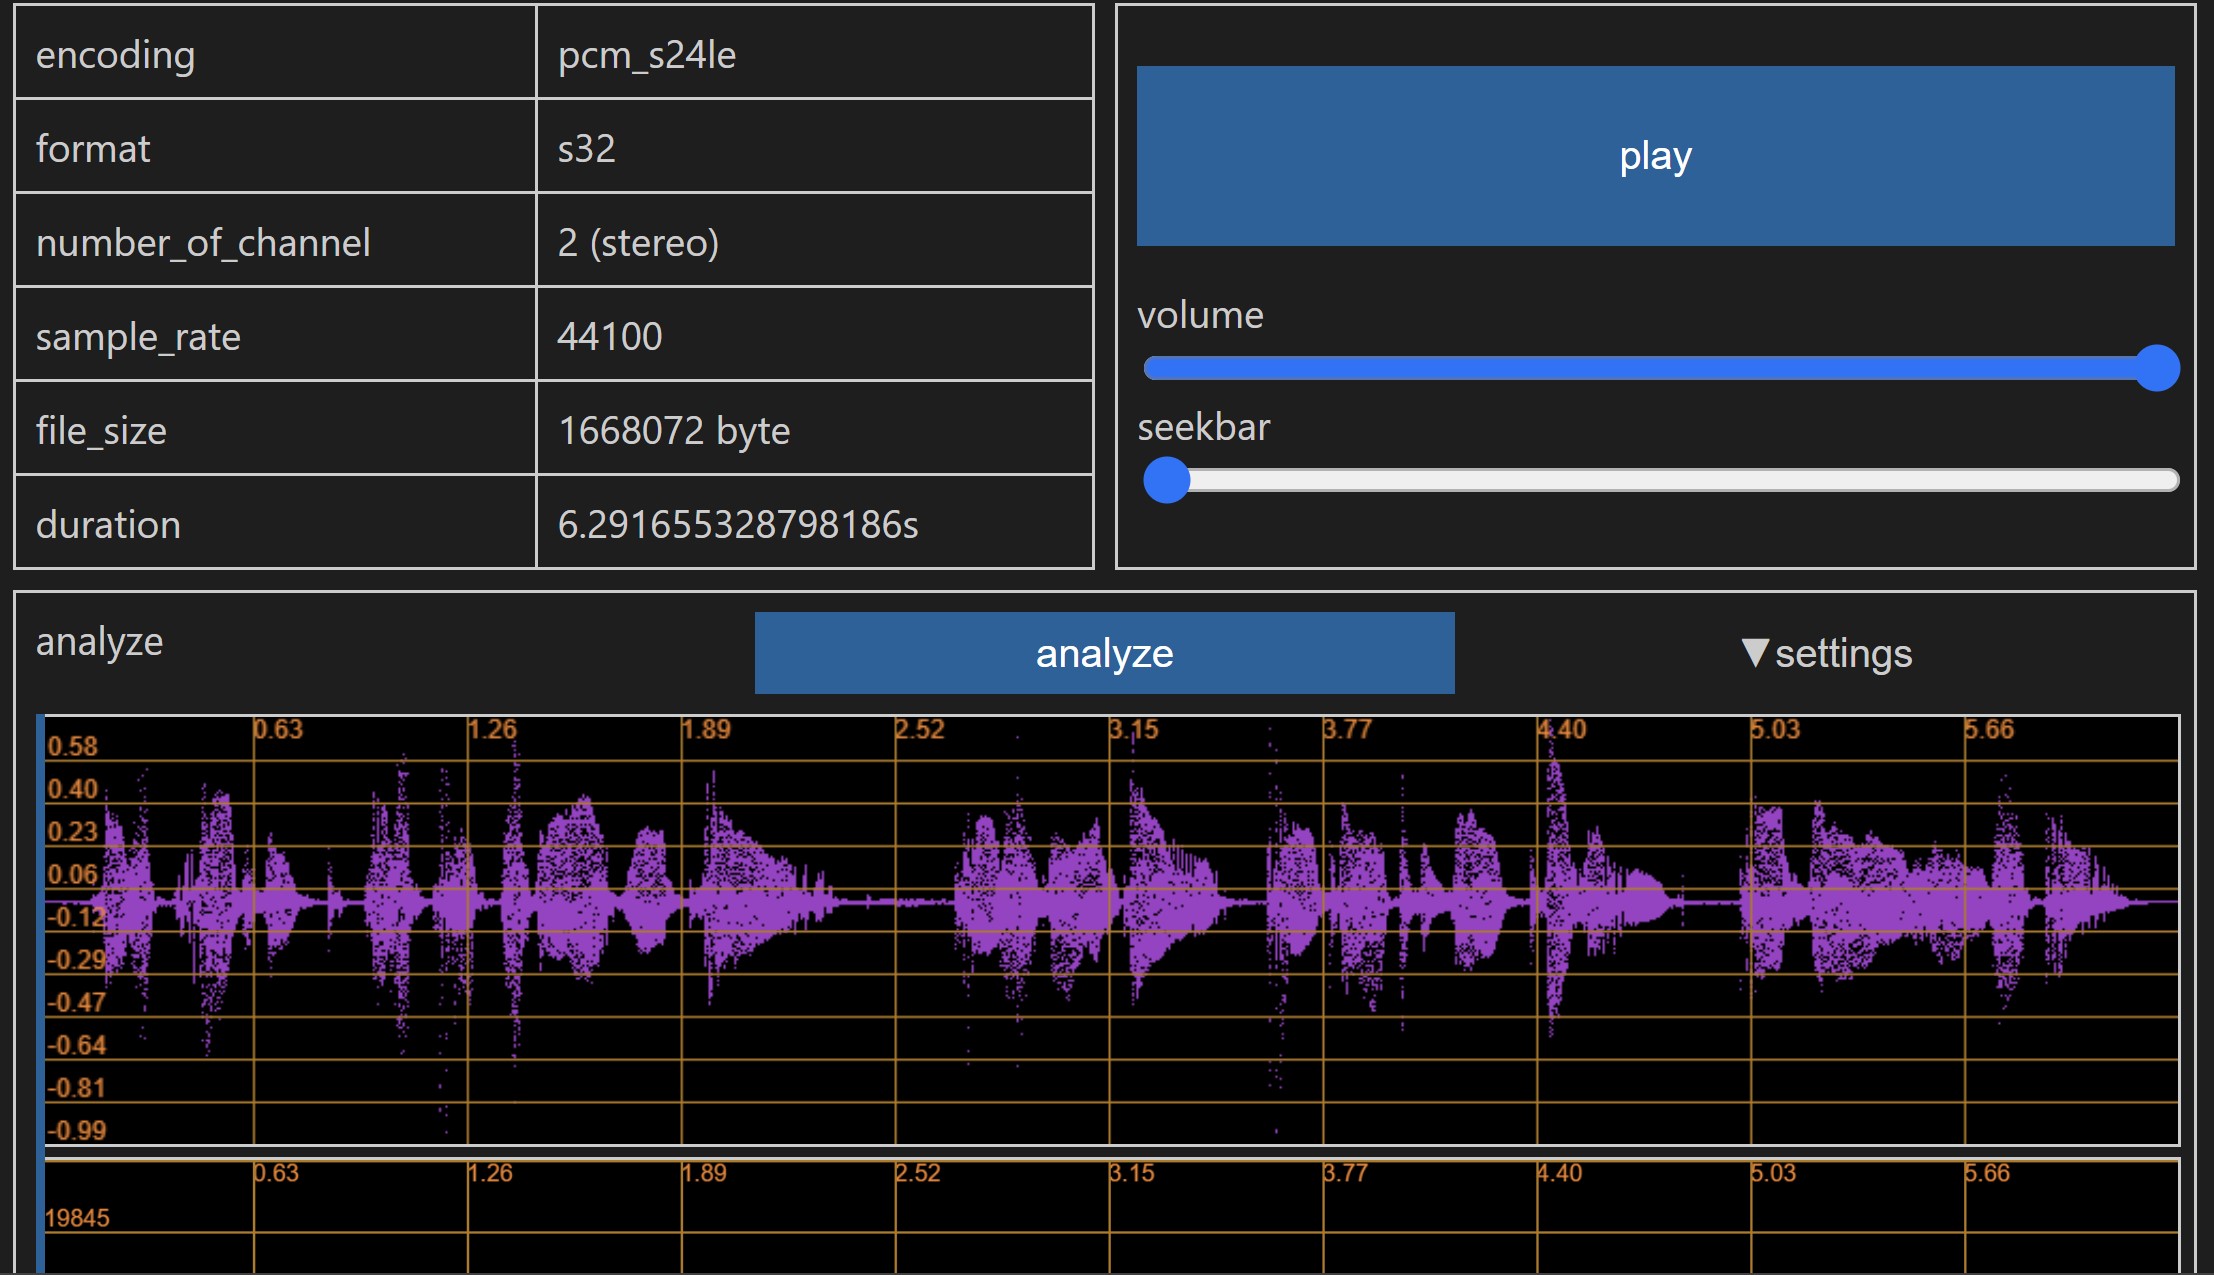 encoding pcm_s24le
format s32
number_of_channel 2 (stereo)
sample_rate 44100
file_size 1668072 byte
duration 6.291655328798186s
play
volume
seekbar
analyze analyze ▼settings
0.63 1.26 1.89 2.52 3.15 3.77 4.40 5.03 5.66
0.58
0.40
0.23
0.06
-0.12
-0.29
-0.47
-0.64
-0.81
-0.99
0.63 1.26 1.89 2.52 3.15 3.77 4.40 5.03 5.66
19845